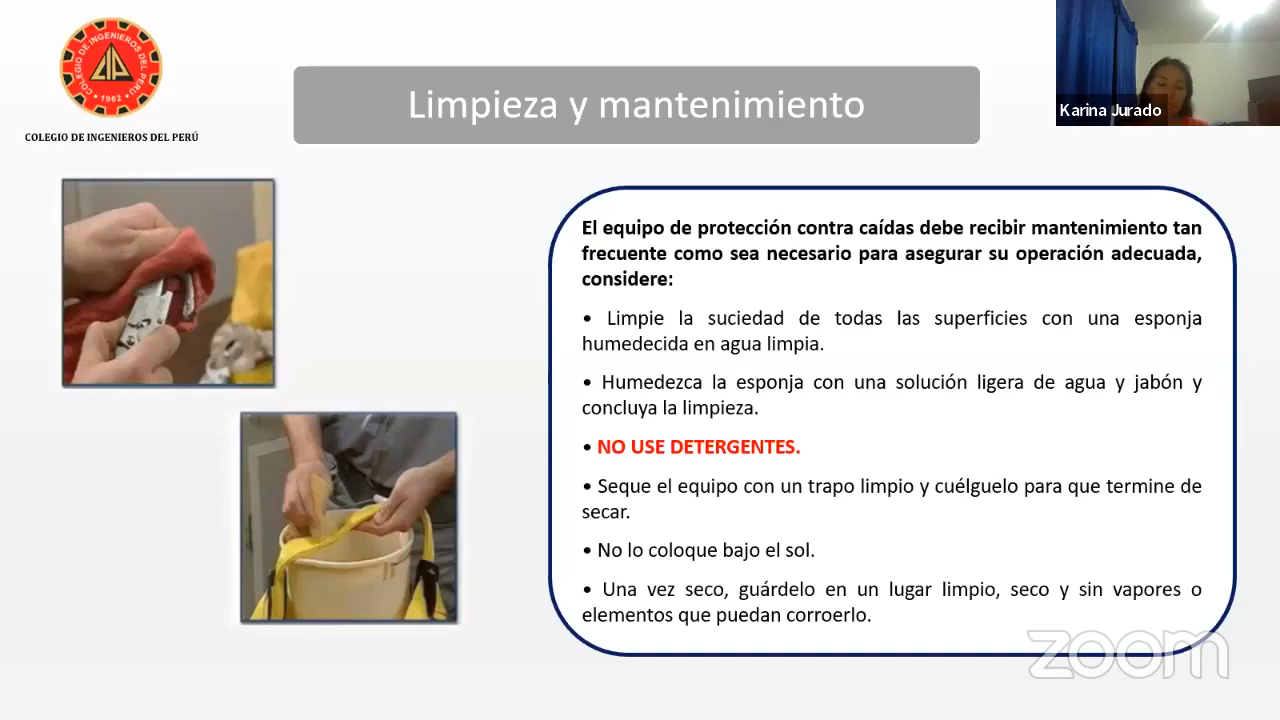 COLEGIO DE INGENIEROS DEL PERÚ
CIP
• 1962 •
COLEGIO DE INGENIEROS DEL PERÚ
Limpieza y mantenimiento
Karina Jurado
El equipo de protección contra caídas debe recibir mantenimiento tan
frecuente como sea necesario para asegurar su operación adecuada,
considere:
• Limpie la suciedad de todas las superficies con una esponja
humedecida en agua limpia.
• Humedezca la esponja con una solución ligera de agua y jabón y
concluya la limpieza.
• NO USE DETERGENTES.
• Seque el equipo con un trapo limpio y cuélguelo para que termine de
secar.
• No lo coloque bajo el sol.
• Una vez seco, guárdelo en un lugar limpio, seco y sin vapores o
elementos que puedan corroerlo.
zoom